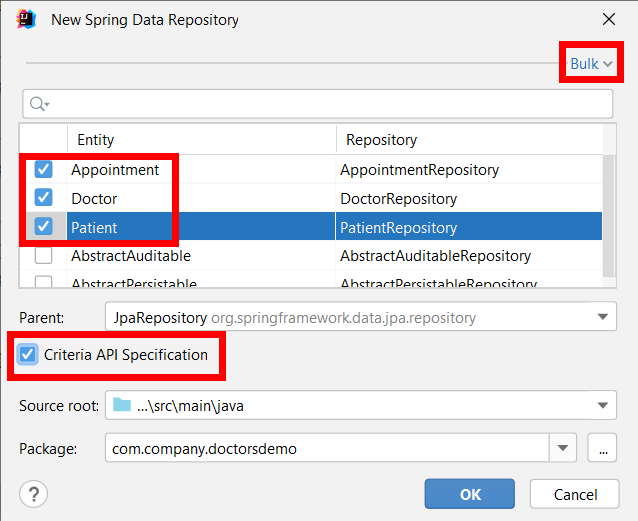 New Spring Data Repository
Bulk
Entity Repository
Appointment AppointmentRepository
Doctor DoctorRepository
Patient PatientRepository
AbstractAuditable AbstractAuditableRepository
AbstractPersistable AbstractPersistableRepository
Parent: JpaRepository org.springframework.data.jpa.repository
Criteria API Specification
Source root: ...\src\main\java
Package: com.company.doctorsdemo ...
? OK Cancel